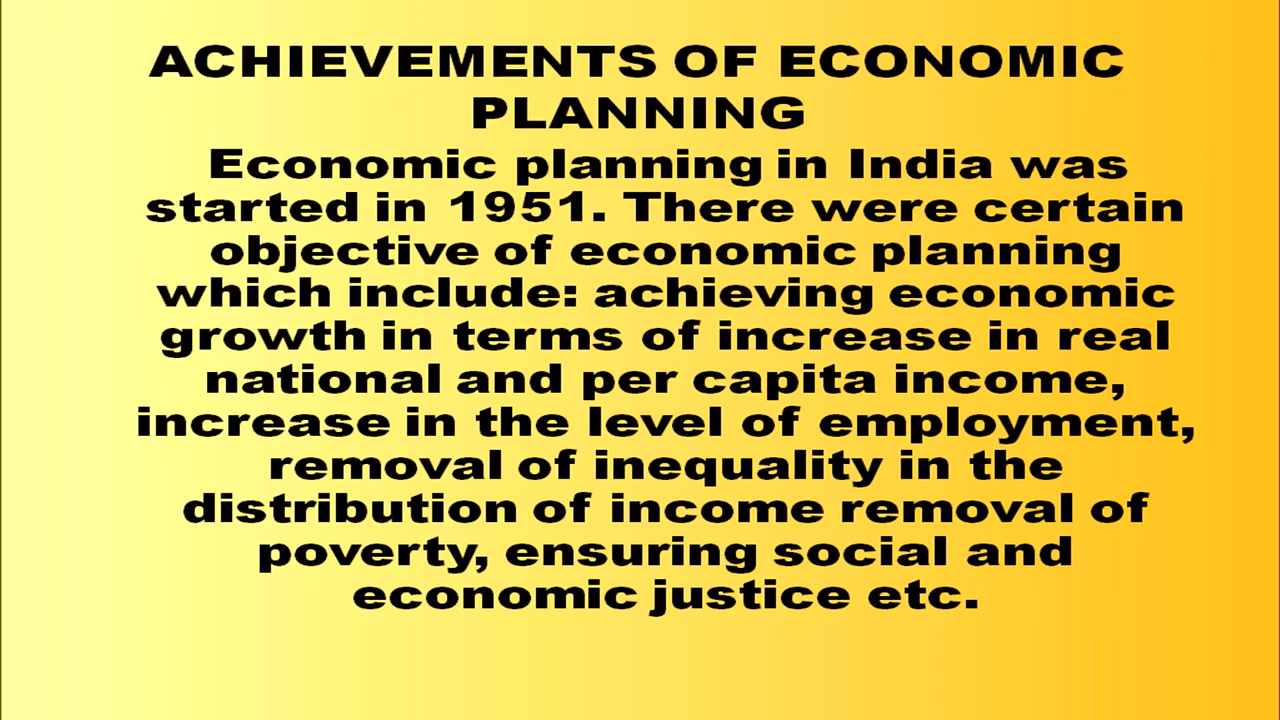 ACHIEVEMENTS OF ECONOMIC
PLANNING
Economic planning in India was
started in 1951. There were certain
objective of economic planning
which include: achieving economic
growth in terms of increase in real
national and per capita income,
increase in the level of employment,
removal of inequality in the
distribution of income removal of
poverty, ensuring social and
economic justice etc.